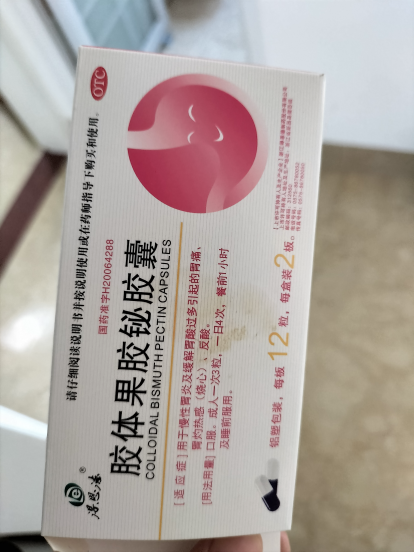 OTC
请仔细阅读说明书并按说明使用或在药师指导下购买和使用。
国药准字H20064288
胶体果胶铋胶囊
COLLOIDAL BISMUTH PECTIN CAPSULES
[适应症]用于慢性胃炎及缓解胃酸过多引起的胃痛、
胃灼热感(烧心)、反酸。
[用法用量]口服。成人一次3粒,一日4次,餐前1小时
及睡前服用。
铝塑包装,每板12粒,每盒装2板。